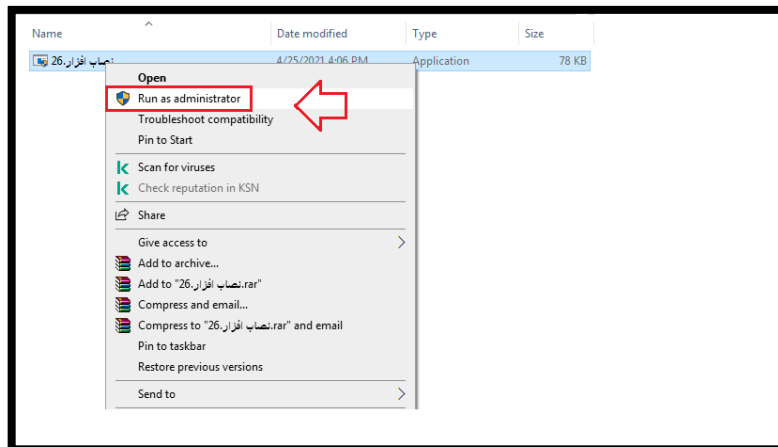 Name Date modified Type Size
نصاب افزار.26 4/25/2021 4:06 PM Application 78 KB
Open
Run as administrator
Troubleshoot compatibility
Pin to Start
Scan for viruses
Check reputation in KSN
Share
Give access to
Add to archive...
Add to "نصاب افزار.26.rar"
Compress and email...
Compress to "نصاب افزار.26.rar" and email
Pin to taskbar
Restore previous versions
Send to